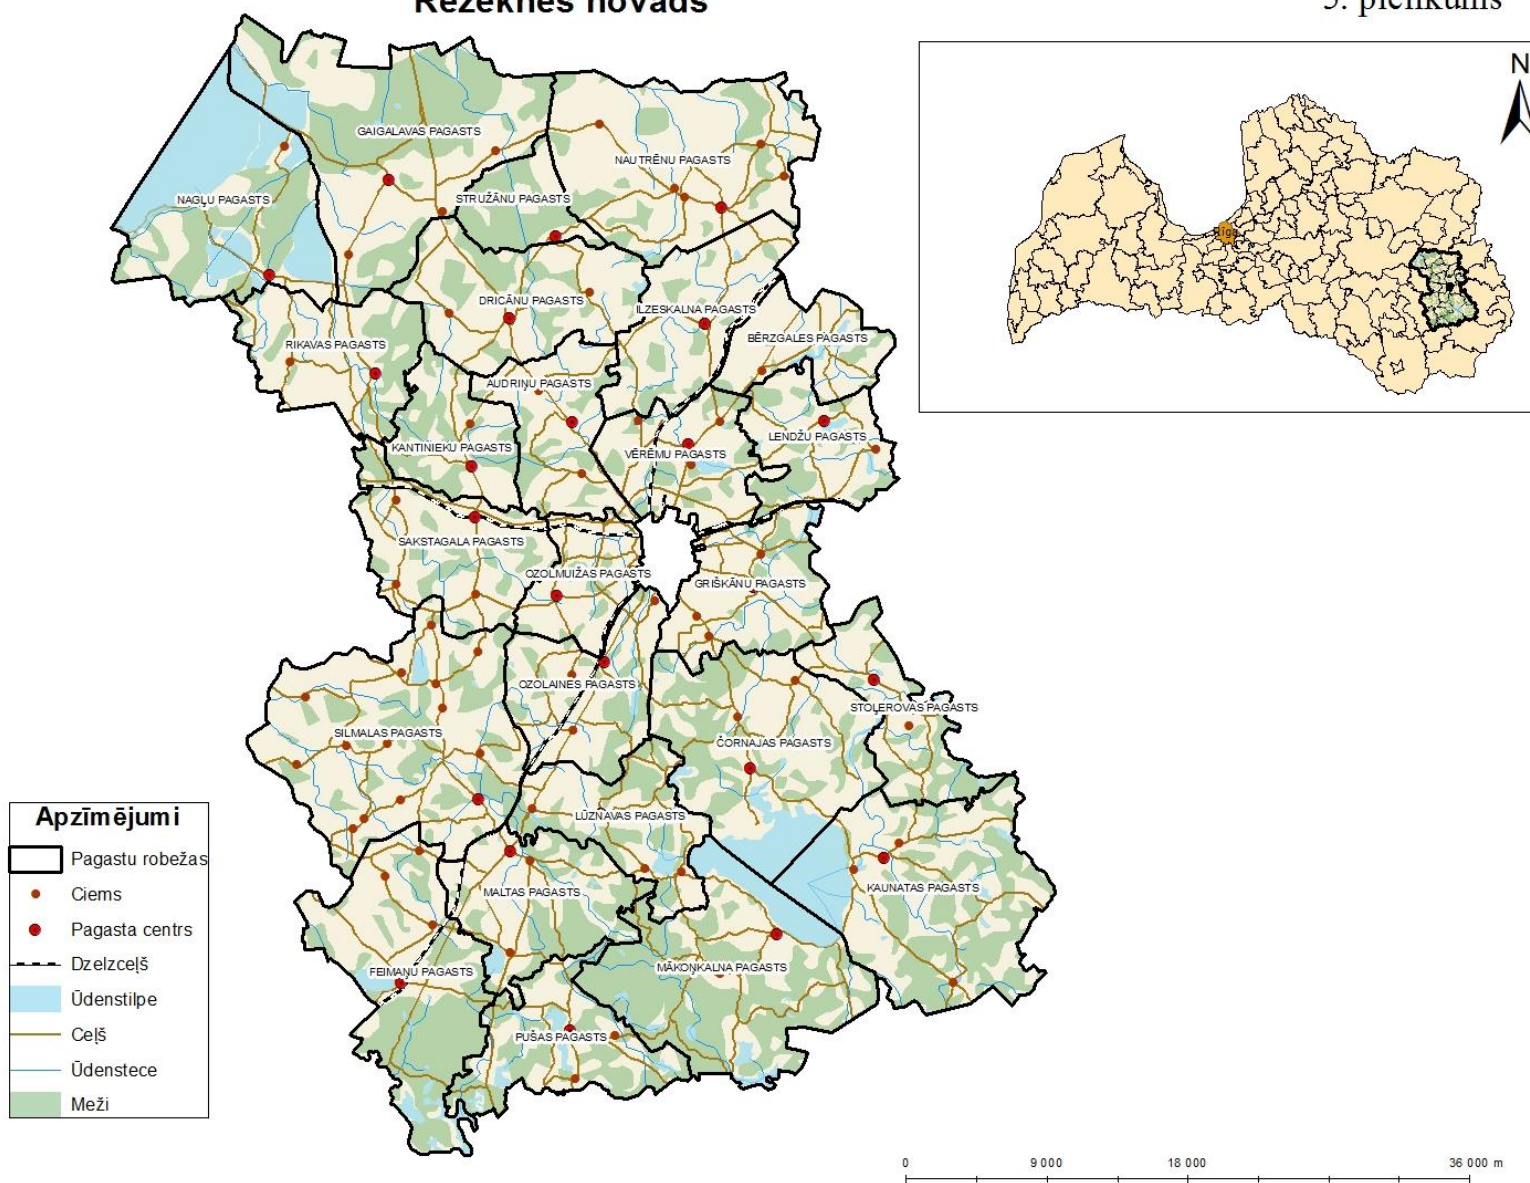 Rēzeknes novads
5. pielikums
N
Rīga
GAIGALAVAS PAGASTS
NAUTRĒNU PAGASTS
NAGĻU PAGASTS
STRUŽĀNU PAGASTS
DRICĀNU PAGASTS
ILZESKALNA PAGASTS
BĒRZGALES PAGASTS
RIKAVAS PAGASTS
AUDRIŅU PAGASTS
LENDŽU PAGASTS
KANTINIEKU PAGASTS
VĒRĒMU PAGASTS
SAKSTAGALA PAGASTS
OZOLMUIŽAS PAGASTS
GRIŠKĀNU PAGASTS
OZOLAINES PAGASTS
STOĻEROVAS PAGASTS
SILMALAS PAGASTS
ČORNAJAS PAGASTS
LŪZNAVAS PAGASTS
MALTAS PAGASTS
KAUNATAS PAGASTS
FEIMAŅU PAGASTS
MĀKOŅKALNA PAGASTS
PUŠAS PAGASTS
Apzīmējumi
Pagastu robežas
Ciems
Pagasta centrs
Dzelzceļš
Ūdenstilpe
Ceļš
Ūdenstece
Meži
0 9 000 18 000 36 000 m